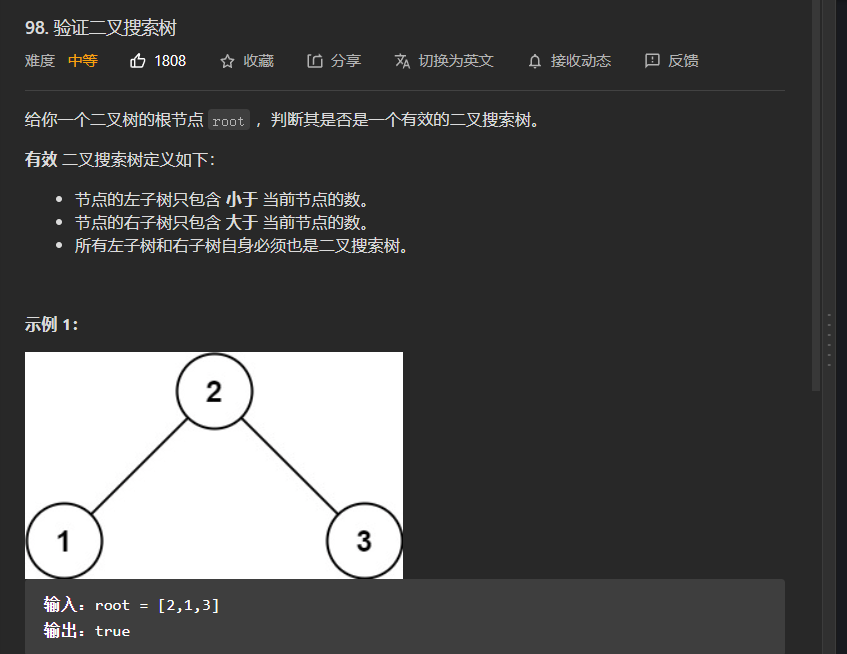 98. 验证二叉搜索树
难度 中等 1808 收藏 分享 切换为英文 接收动态 反馈
给你一个二叉树的根节点 root ，判断其是否是一个有效的二叉搜索树。
有效 二叉搜索树定义如下：
• 节点的左子树只包含 小于 当前节点的数。
• 节点的右子树只包含 大于 当前节点的数。
• 所有左子树和右子树自身必须也是二叉搜索树。
示例 1：
2
1 3
输入：root = [2,1,3]
输出：true